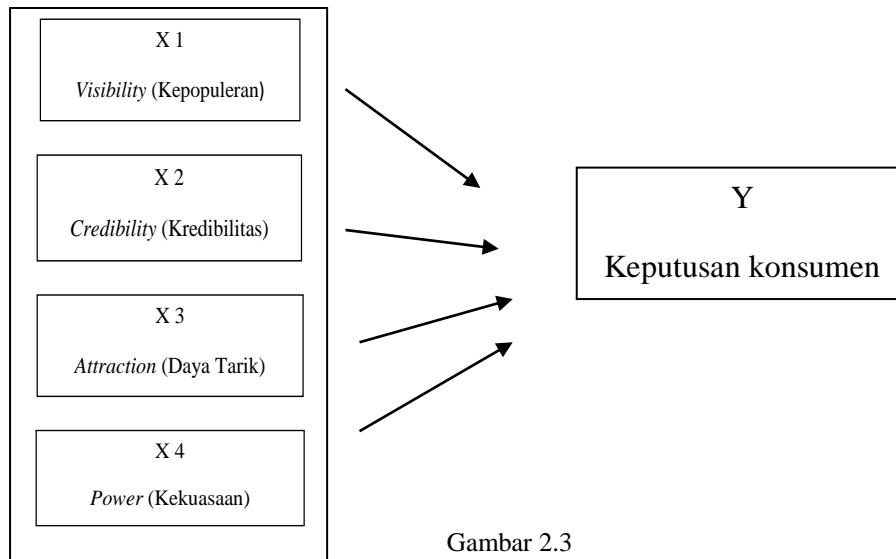 X 1
Visibility (Kepopuleran)
X 2
Credibility (Kredibilitas)
X 3
Attraction (Daya Tarik)
X 4
Power (Kekuasaan)
Y
Keputusan konsumen
Gambar 2.3